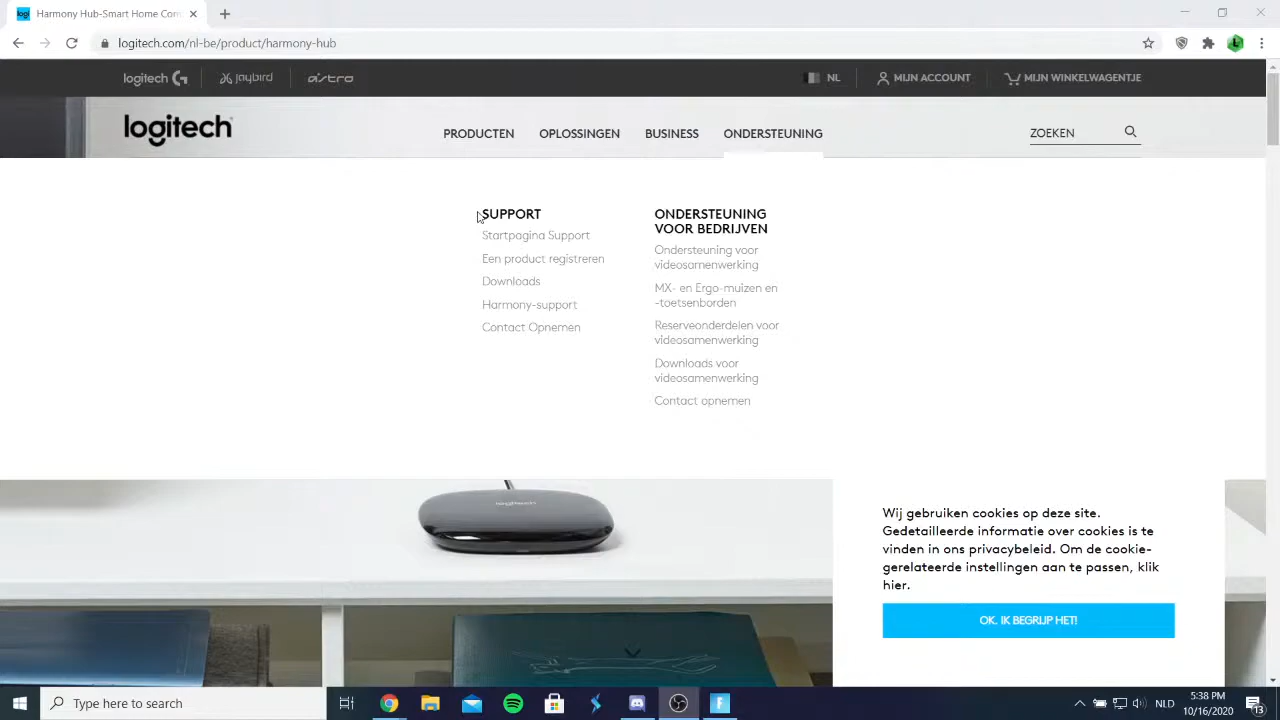 Harmony Hub-Smart Home Con
logitech.com/nl-be/product/harmony-hub
logitech G
Jaybird
ASTRO
NL
MIJN ACCOUNT
MIJN WINKELWAGENTJE
logitech
PRODUCTEN
OPLOSSINGEN
BUSINESS
ONDERSTEUNING
ZOEKEN
SUPPORT
Startpagina Support
Een product registreren
Downloads
Harmony-support
Contact Opnemen
ONDERSTEUNING
VOOR BEDRIJVEN
Ondersteuning voor
videosamenwerking
MX- en Ergo-muizen en
-toetsenborden
Reserveonderdelen voor
videosamenwerking
Downloads voor
videosamenwerking
Contact opnemen
logitech
Wij gebruiken cookies op deze site.
Gedetailleerde informatie over cookies is te
vinden in ons privacybeleid. Om de cookie-
gerelateerde instellingen aan te passen, klik
hier.
OK. IK BEGRIJP HET!
Type here to search
NLD
5:38 PM
10/16/2020
13